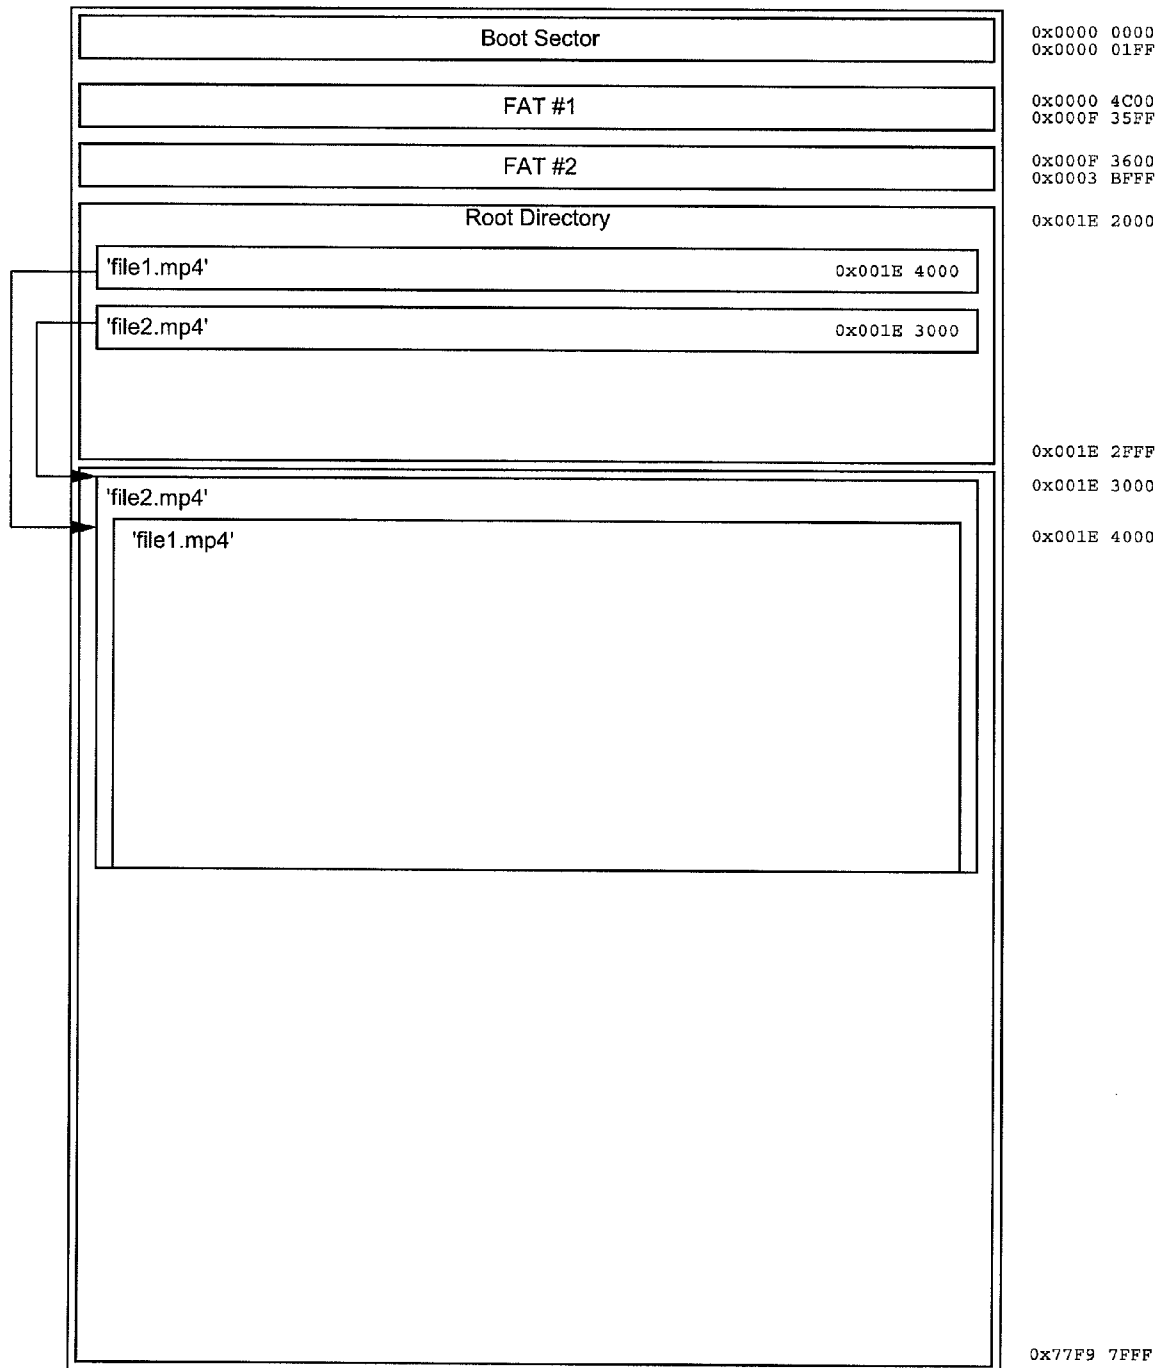 Boot Sector
0x0000 0000
0x0000 01FF
FAT #1
0x0000 4C00
0x000F 35FF
FAT #2
0x000F 3600
0x0003 BFFF
Root Directory
0x001E 2000
'file1.mp4'
0x001E 4000
'file2.mp4'
0x001E 3000
0x001E 2FFF
'file2.mp4'
0x001E 3000
'file1.mp4'
0x001E 4000
0x77F9 7FFF